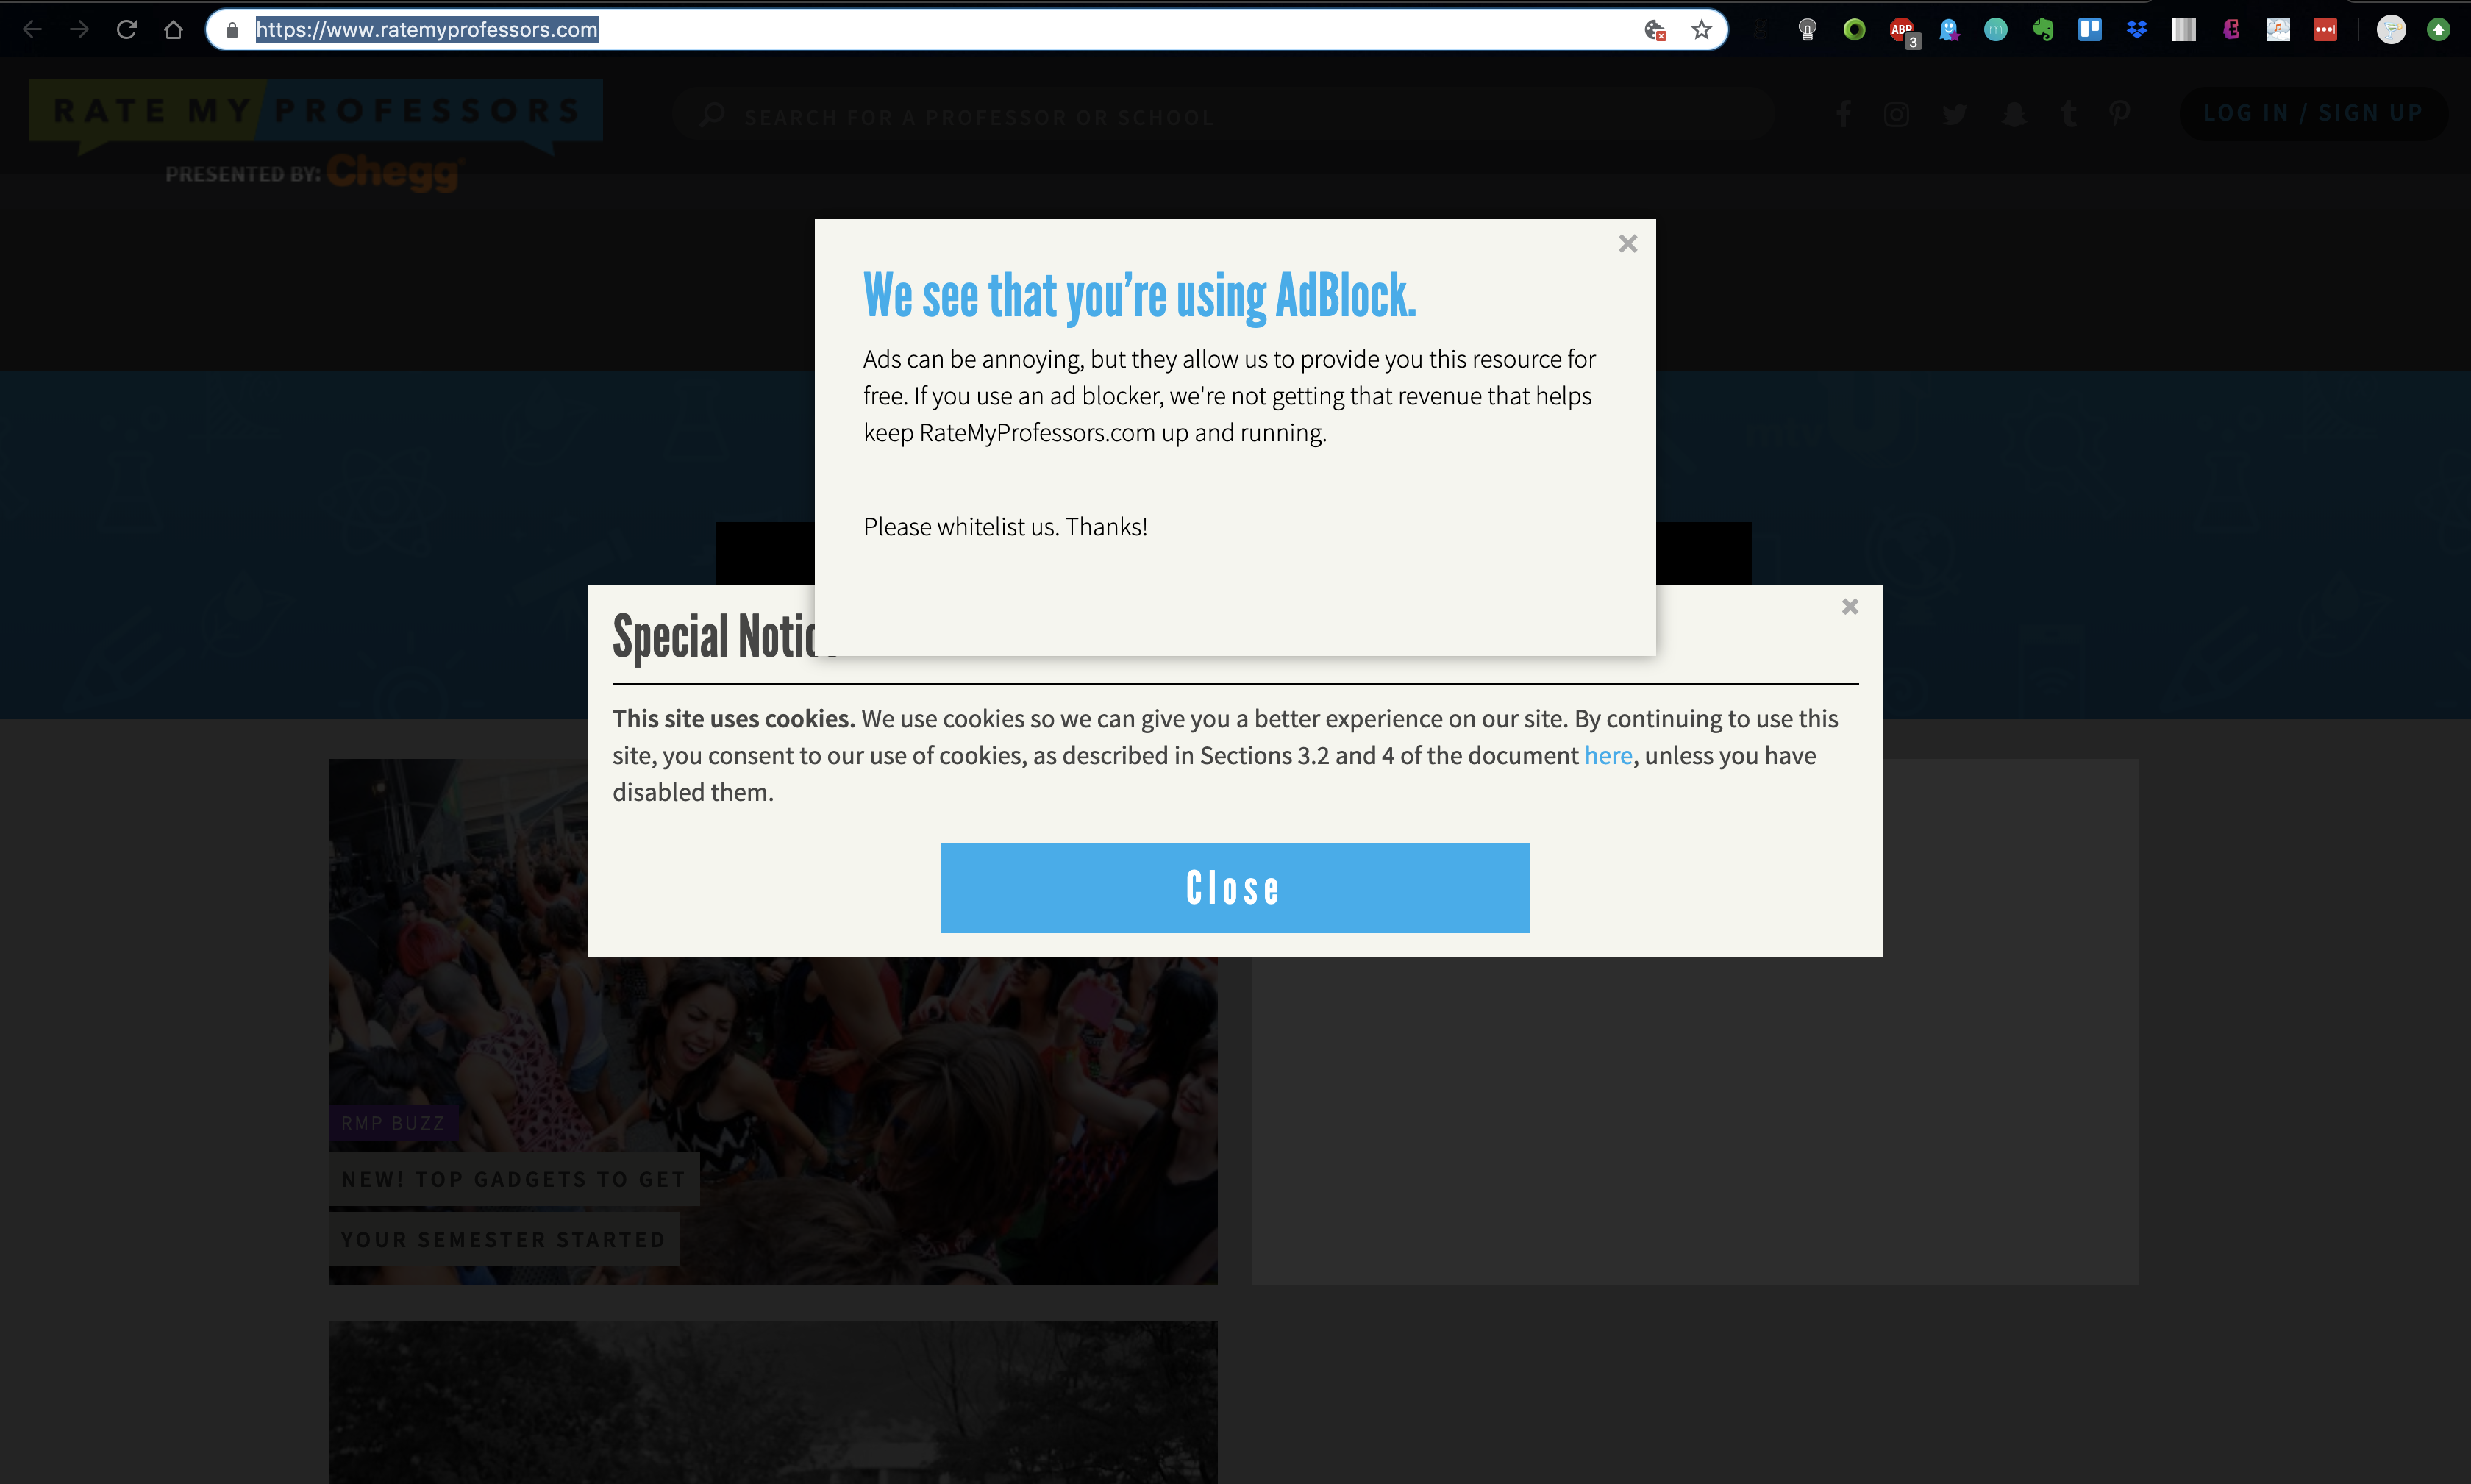 https://www.ratemyprofessors.com
ABP
3
m
RATE MY PROFESSORS
PRESENTED BY: Chegg
SEARCH FOR A PROFESSOR OR SCHOOL
LOG IN / SIGN UP
We see that you’re using AdBlock.
Ads can be annoying, but they allow us to provide you this resource for
free. If you use an ad blocker, we're not getting that revenue that helps
keep RateMyProfessors.com up and running.
Please whitelist us. Thanks!
Special
This site uses cookies. We use cookies so we can give you a better experience on our site. By continuing to use this
site, you consent to our use of cookies, as described in Sections 3.2 and 4 of the document here, unless you have
disabled them.
Close
RMP BUZZ
NEW! TOP GADGETS TO GET
YOUR SEMESTER STARTED